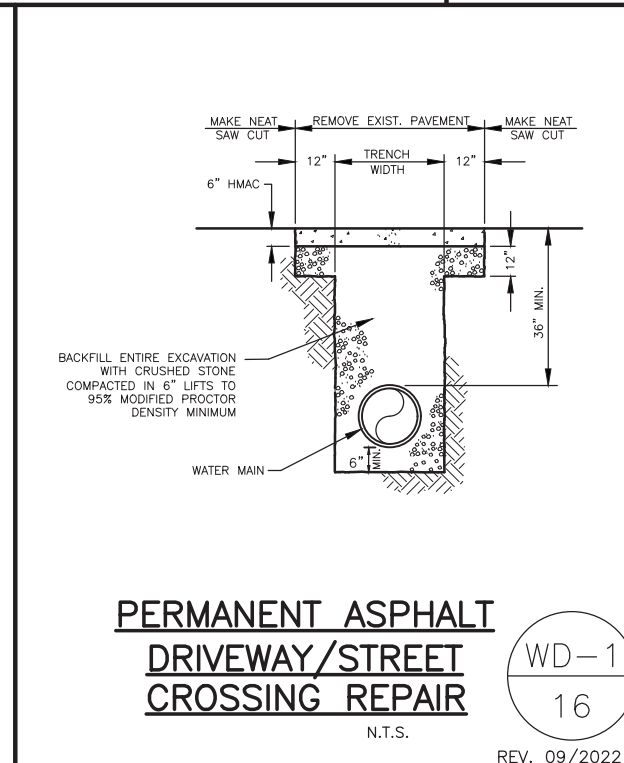 MAKE NEAT
SAW CUT
REMOVE EXIST. PAVEMENT
MAKE NEAT
SAW CUT
12"
TRENCH
WIDTH
12"
6" HMAC
12"
36" MIN.
BACKFILL ENTIRE EXCAVATION
WITH CRUSHED STONE
COMPACTED IN 6" LIFTS TO
95% MODIFIED PROCTOR
DENSITY MINIMUM
WATER MAIN
6"
MIN.
PERMANENT ASPHALT
DRIVEWAY/STREET
CROSSING REPAIR
N.T.S.
WD-1
16
REV. 09/2022